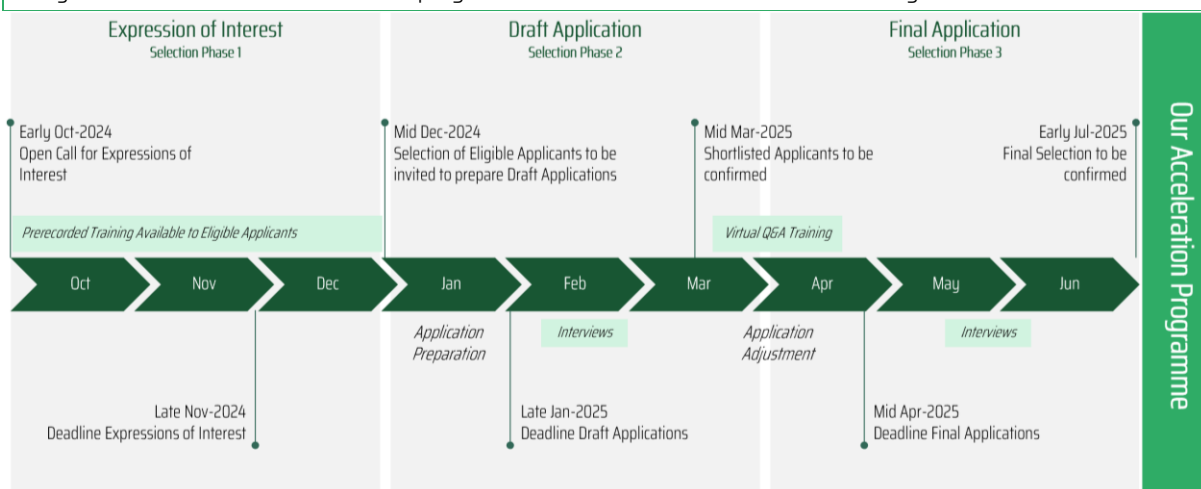 Expression of Interest
Selection Phase 1
Draft Application
Selection Phase 2
Final Application
Selection Phase 3
Early Oct-2024
Open Call for Expressions of
Interest
Mid Dec-2024
Selection of Eligible Applicants to be
invited to prepare Draft Applications
Mid Mar-2025
Shortlisted Applicants to be
confirmed
Early Jul-2025
Final Selection to be
confirmed
Prerecorded Training Available to Eligible Applicants
Virtual Q&A Training
Oct
Nov
Dec
Jan
Feb
Mar
Apr
May
Jun
Application
Preparation
Interviews
Application
Adjustment
Interviews
Late Nov-2024
Deadline Expressions of Interest
Late Jan-2025
Deadline Draft Applications
Mid Apr-2025
Deadline Final Applications
Our Acceleration Programme